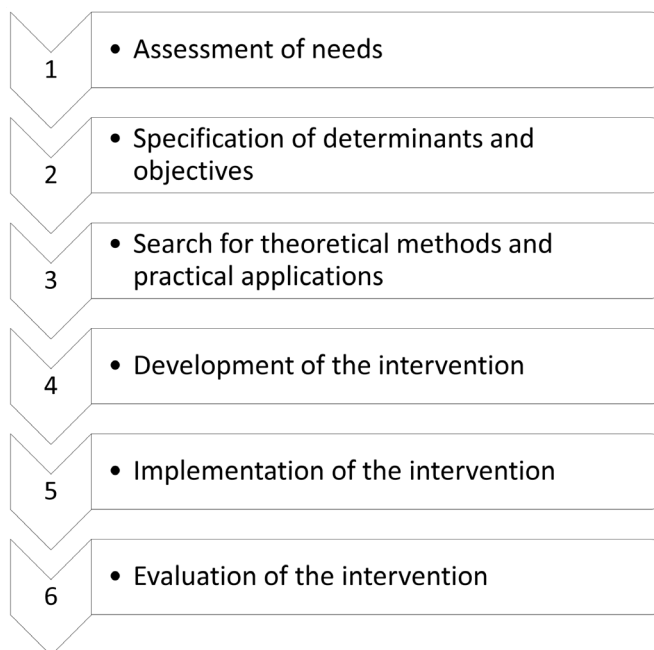 1
• Assessment of needs
2
• Specification of determinants and
objectives
3
• Search for theoretical methods and
practical applications
4
• Development of the intervention
5
• Implementation of the intervention
6
• Evaluation of the intervention